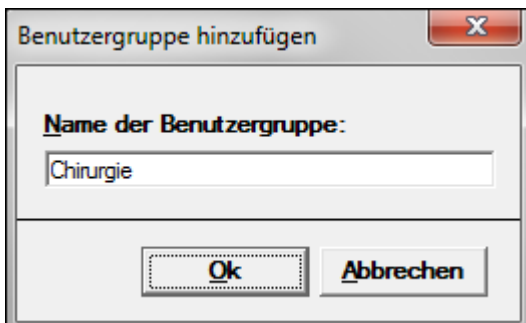 Benutzergruppe hinzufügen
Name der Benutzergruppe:
Chirurgie
Ok Abbrechen